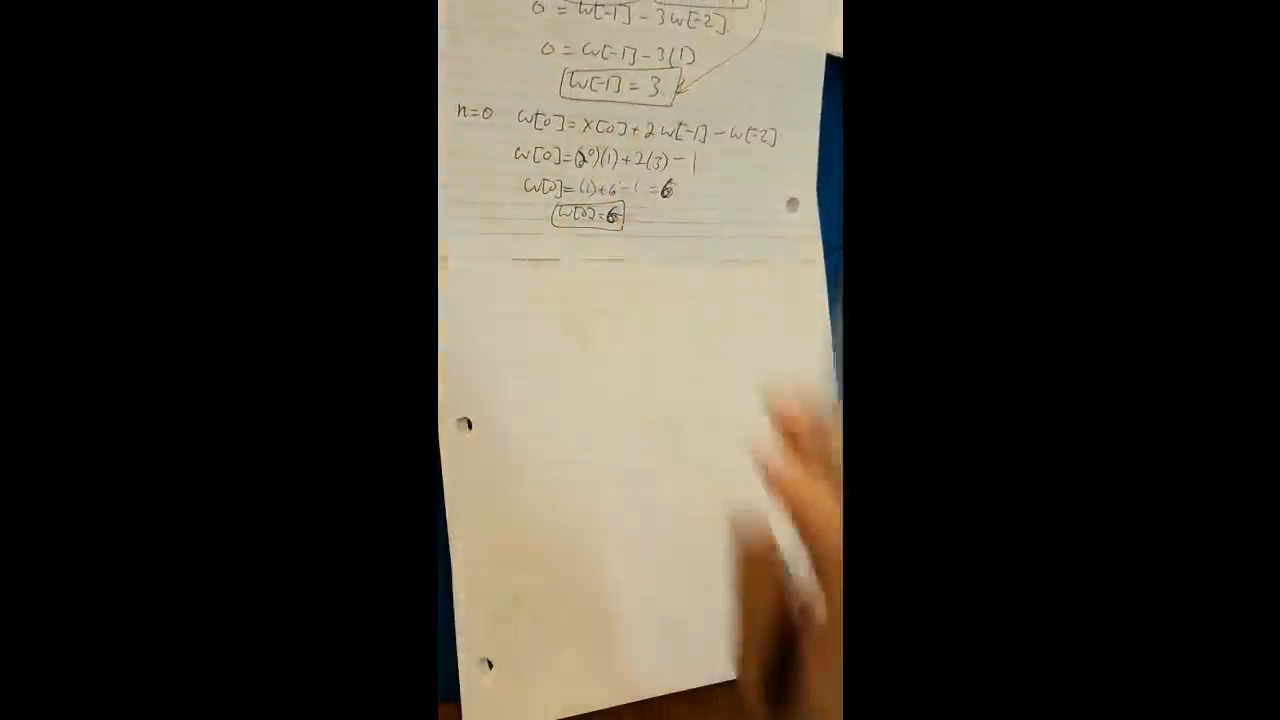 0 = w[-1] - 3w[-2].
0 = w[-1] - 3(1)
w[-1] = 3.
n=0 w[0] = x[0] + 2w[-1] - w[-2]
w[0] = (2⁰)(1) + 2(3) - 1
w[0] = (1) + 6 - 1 = 6
w[0] = 6